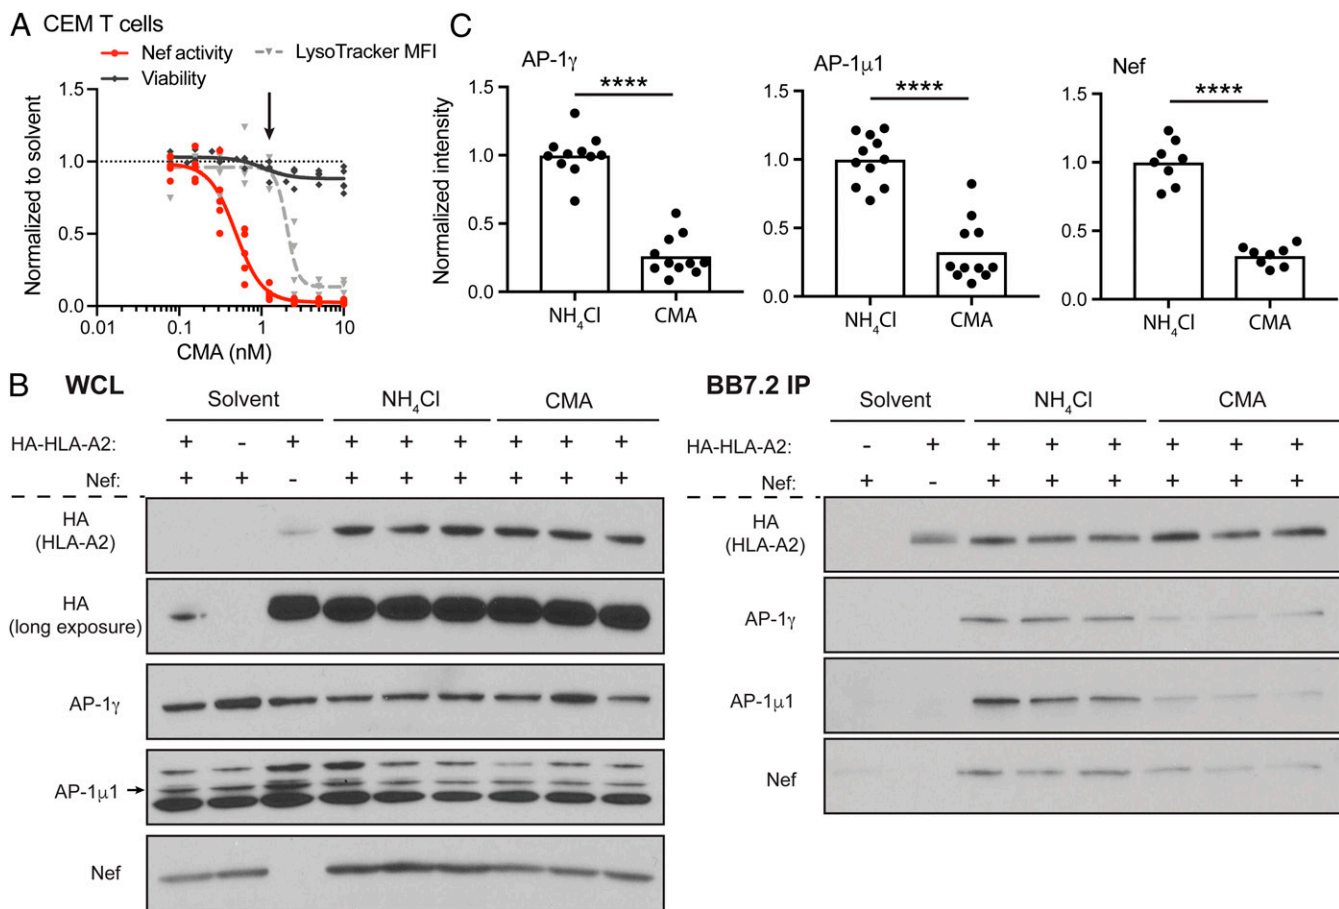 A CEM T cells
Nef activity
LysoTracker MFI
Viability
Normalized to solvent
1.5
1.0
0.5
0.0
0.01 0.1 1 10
CMA (nM)
C
AP-1γ
****
Normalized intensity
1.5
1.0
0.5
0.0
NH₄Cl CMA
AP-1μ1
****
1.5
1.0
0.5
0.0
NH₄Cl CMA
Nef
****
1.5
1.0
0.5
0.0
NH₄Cl CMA
B WCL
Solvent NH₄Cl CMA
HA-HLA-A2: + - + + + + + + +
Nef: + + - + + + + + +
HA
(HLA-A2)
HA
(long exposure)
AP-1γ
AP-1μ1
Nef
BB7.2 IP
Solvent NH₄Cl CMA
HA-HLA-A2: - + + + + + + +
Nef: + - + + + + + +
HA
(HLA-A2)
AP-1γ
AP-1μ1
Nef